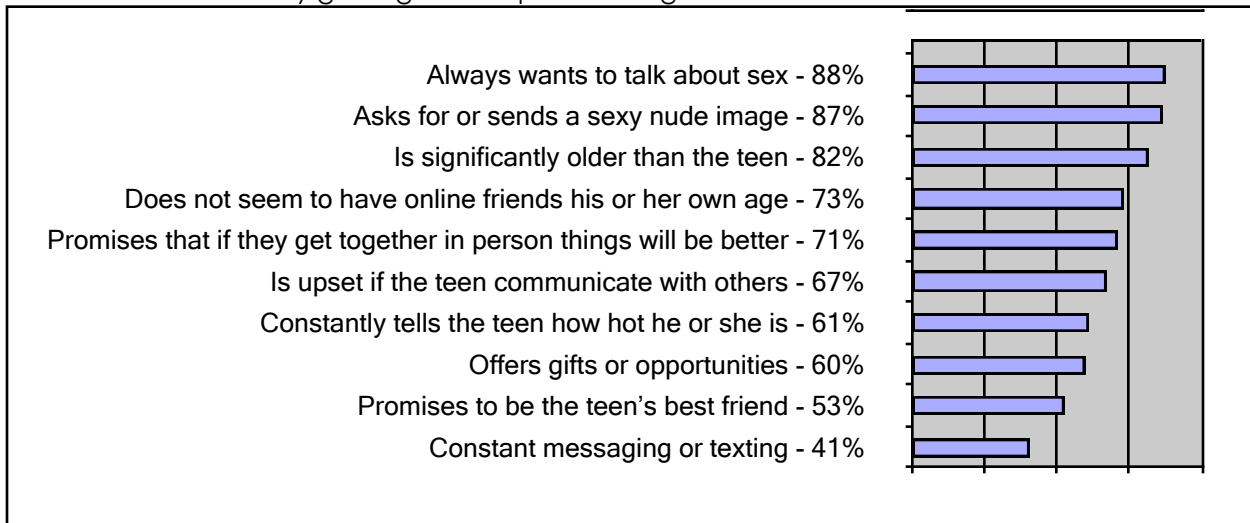 Always wants to talk about sex - 88%
Asks for or sends a sexy nude image - 87%
Is significantly older than the teen - 82%
Does not seem to have online friends his or her own age - 73%
Promises that if they get together in person things will be better - 71%
Is upset if the teen communicate with others - 67%
Constantly tells the teen how hot he or she is - 61%
Offers gifts or opportunities - 60%
Promises to be the teen’s best friend - 53%
Constant messaging or texting - 41%